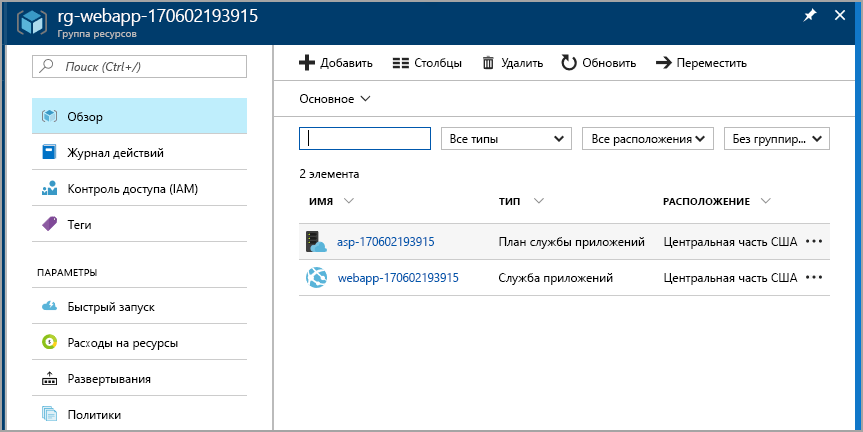 rg-webapp-170602193915
Группа ресурсов
Поиск (Ctrl+/)
Обзор
Журнал действий
Контроль доступа (IAM)
Теги
ПАРАМЕТРЫ
Быстрый запуск
Расходы на ресурсы
Развертывания
Политики
Добавить Столбцы Удалить Обновить Переместить
Основное
Все типы Все расположения Без группир...
2 элемента
ИМЯ ТИП РАСПОЛОЖЕНИЕ
asp-170602193915 План службы приложений Центральная часть США
webapp-170602193915 Служба приложений Центральная часть США